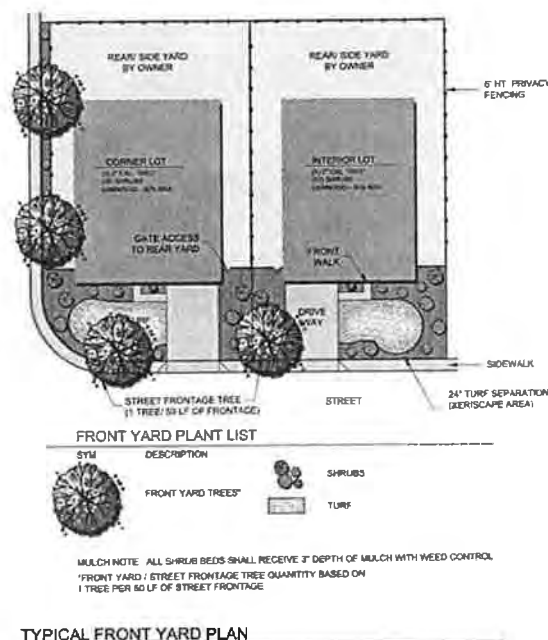 REAR/ SIDE YARD
BY OWNER
REAR/ SIDE YARD
BY OWNER
6' HT PRIVACY
FENCING
CORNER LOT
INTERIOR LOT
GATE ACCESS
TO REAR YARD
FRONT
WALK
DRIVE
WAY
SIDEWALK
STREET FRONTAGE TREE
(1 TREE/ 50 LF OF FRONTAGE)
STREET
24" TURF SEPARATION
(XERISCAPE AREA)
FRONT YARD PLANT LIST
SYM DESCRIPTION
FRONT YARD TREES*
SHRUBS
TURF
MULCH NOTE ALL SHRUB BEDS SHALL RECEIVE 3" DEPTH OF MULCH WITH WEED CONTROL
*FRONT YARD / STREET FRONTAGE TREE QUANTITY BASED ON
1 TREE PER 50 LF OF STREET FRONTAGE
TYPICAL FRONT YARD PLAN